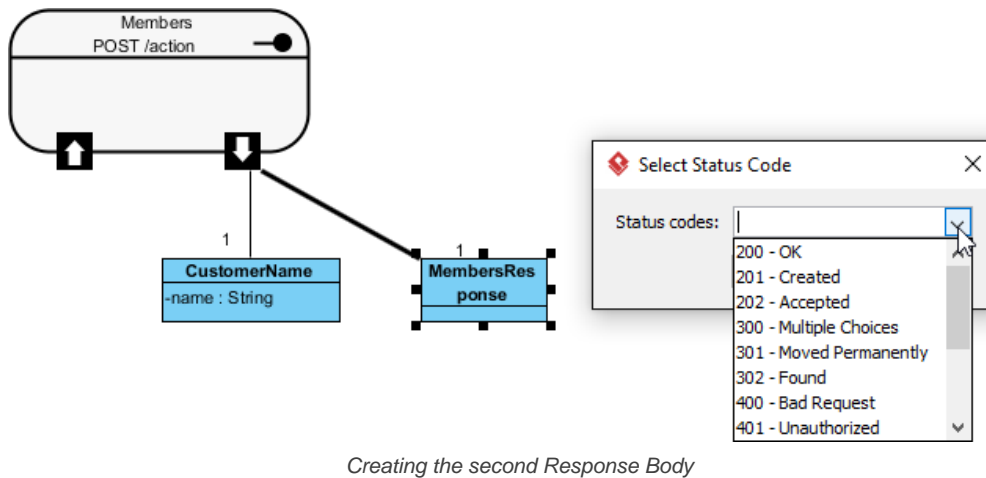 Members
POST /action
Select Status Code
Status codes:
200 - OK
201 - Created
202 - Accepted
300 - Multiple Choices
301 - Moved Permanently
302 - Found
400 - Bad Request
401 - Unauthorized
1
1
CustomerName
-name : String
MembersRes
ponse
Creating the second Response Body